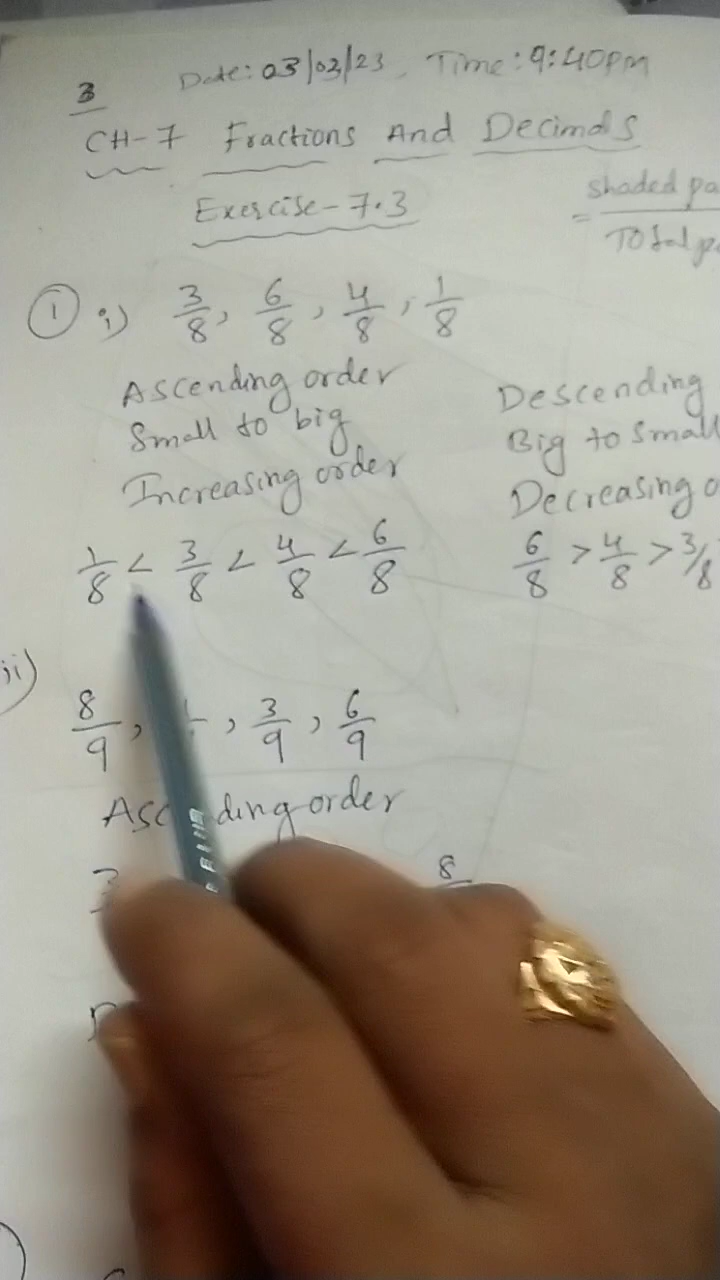 3 Date: 03/03/23, Time: 9:40pm
CH-7 Fractions And Decimals
Exercise-7.3
= shaded / Total
① i) 3/8, 6/8, 4/8, 1/8
Ascending order
Small to big
Increasing order
1/8 < 3/8 < 4/8 < 6/8
Descending
Big to Small
Decreasing
6/8 > 4/8 > 3/8
ii)
8/9, , 3/9, 6/9
order
3
8